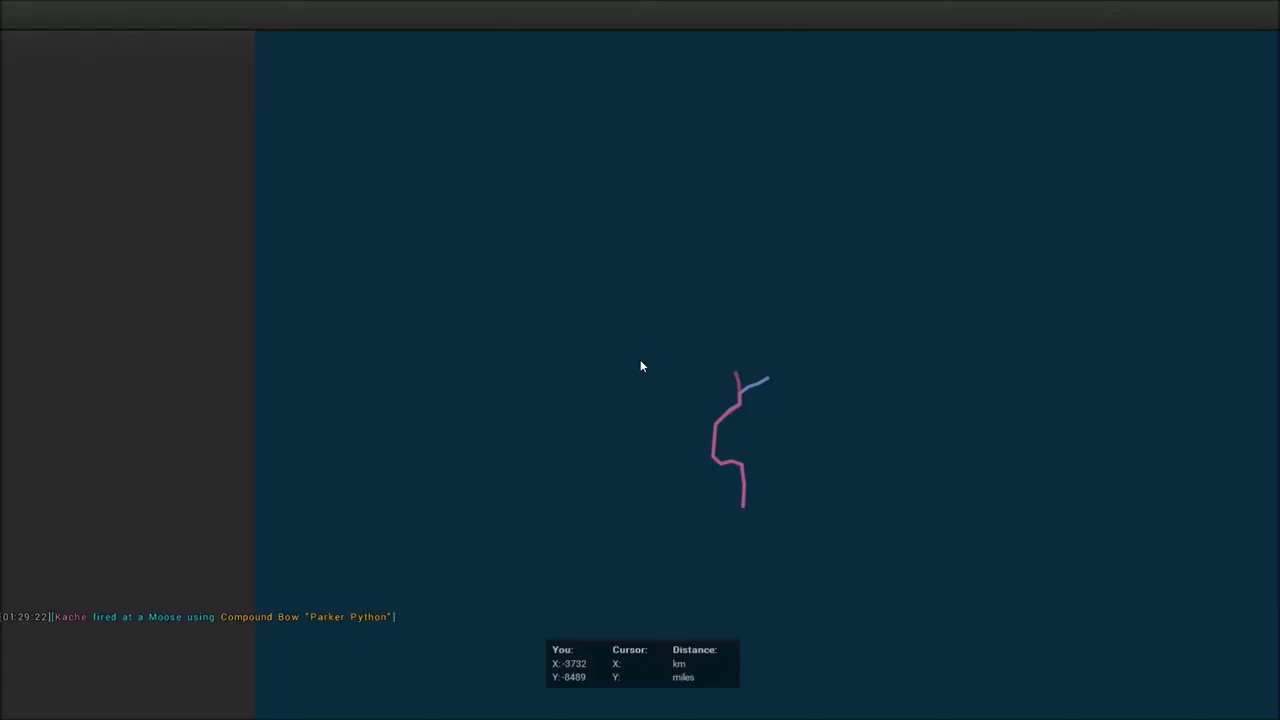 [01:29:22][Kache fired at a Moose using Compound Bow "Parker Python"]
You: Cursor: Distance:
X:-3732 X: km
Y:-8489 Y: miles